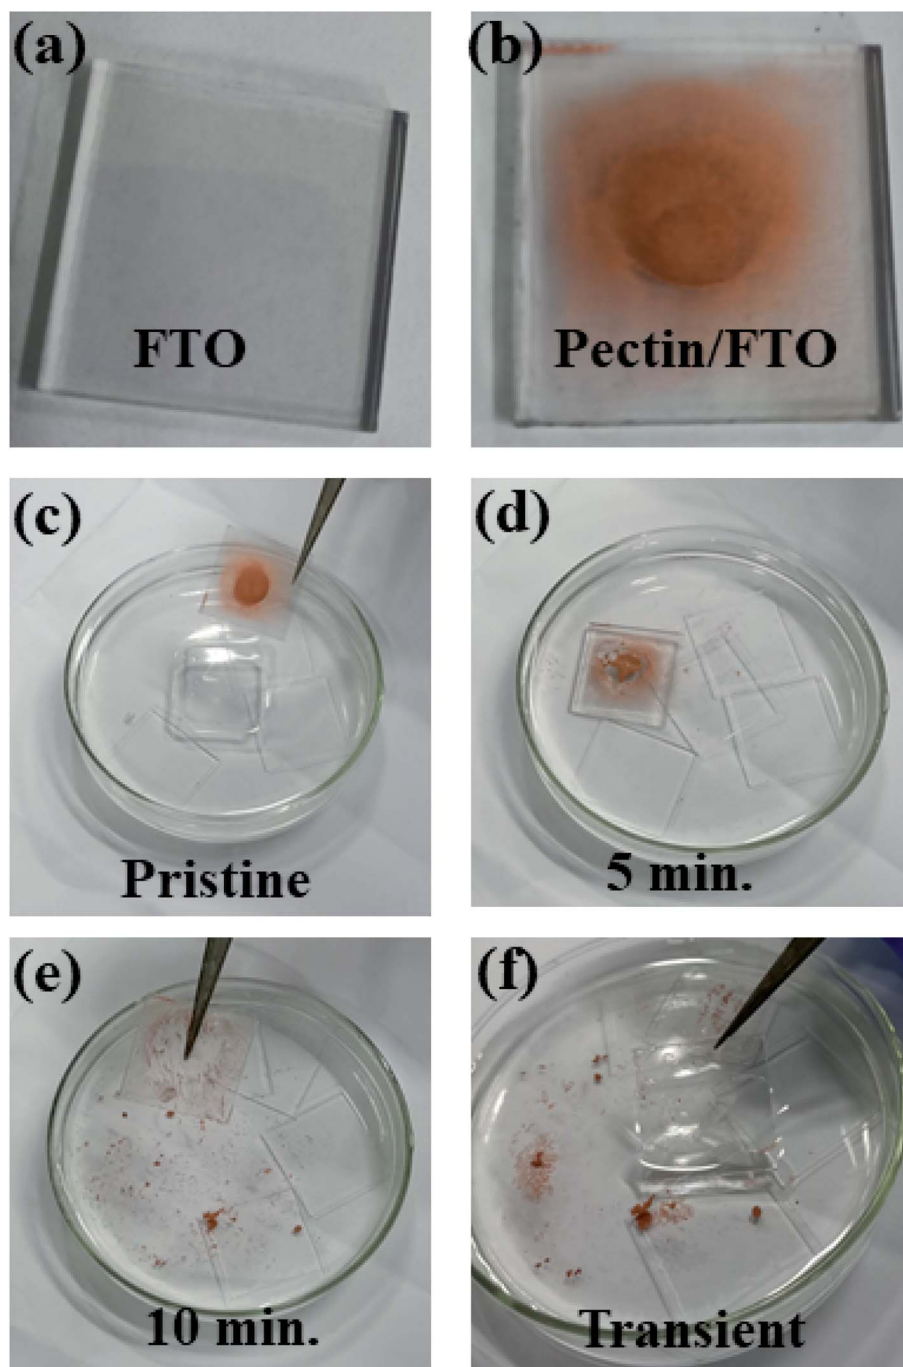 (a)
FTO
(b)
Pectin/FTO
(c)
Pristine
(d)
5 min.
(e)
10 min.
(f)
Transient